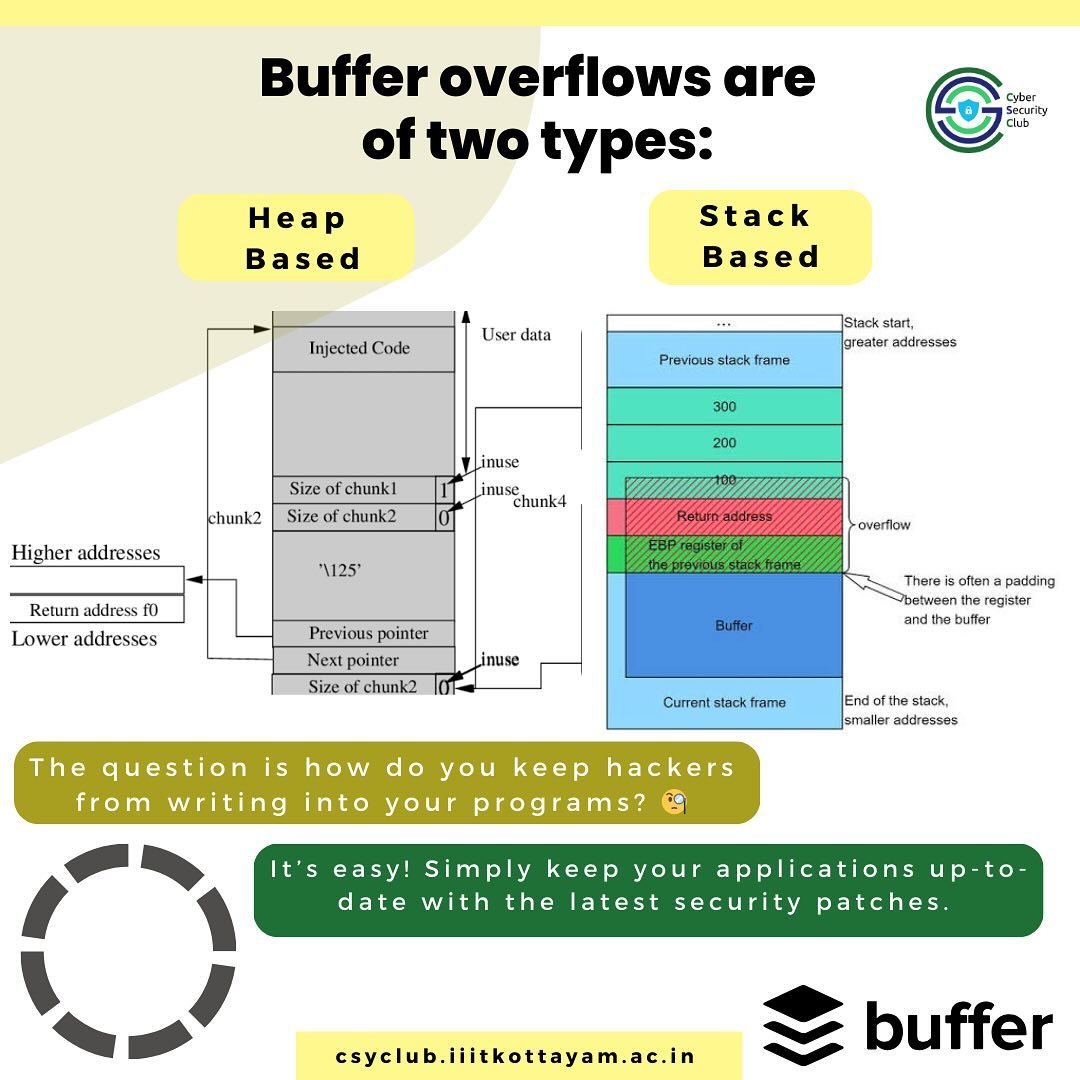 Buffer overflows are
of two types:
Cyber
Security
Club
Heap
Based
Stack
Based
Injected Code
User data
inuse
Size of chunk1
1
inuse
Size of chunk2
0
chunk4
chunk2
'\125'
Higher addresses
Return address f0
Lower addresses
Previous pointer
Next pointer
inuse
Size of chunk2
0
...
Stack start,
greater addresses
Previous stack frame
300
200
100
Return address
overflow
EBP register of
the previous stack frame
There is often a padding
between the register
and the buffer
Buffer
Current stack frame
End of the stack,
smaller addresses
The question is how do you keep hackers
from writing into your programs? 🧐
It's easy! Simply keep your applications up-to-
date with the latest security patches.
buffer
csyclub.iiitkottayam.ac.in